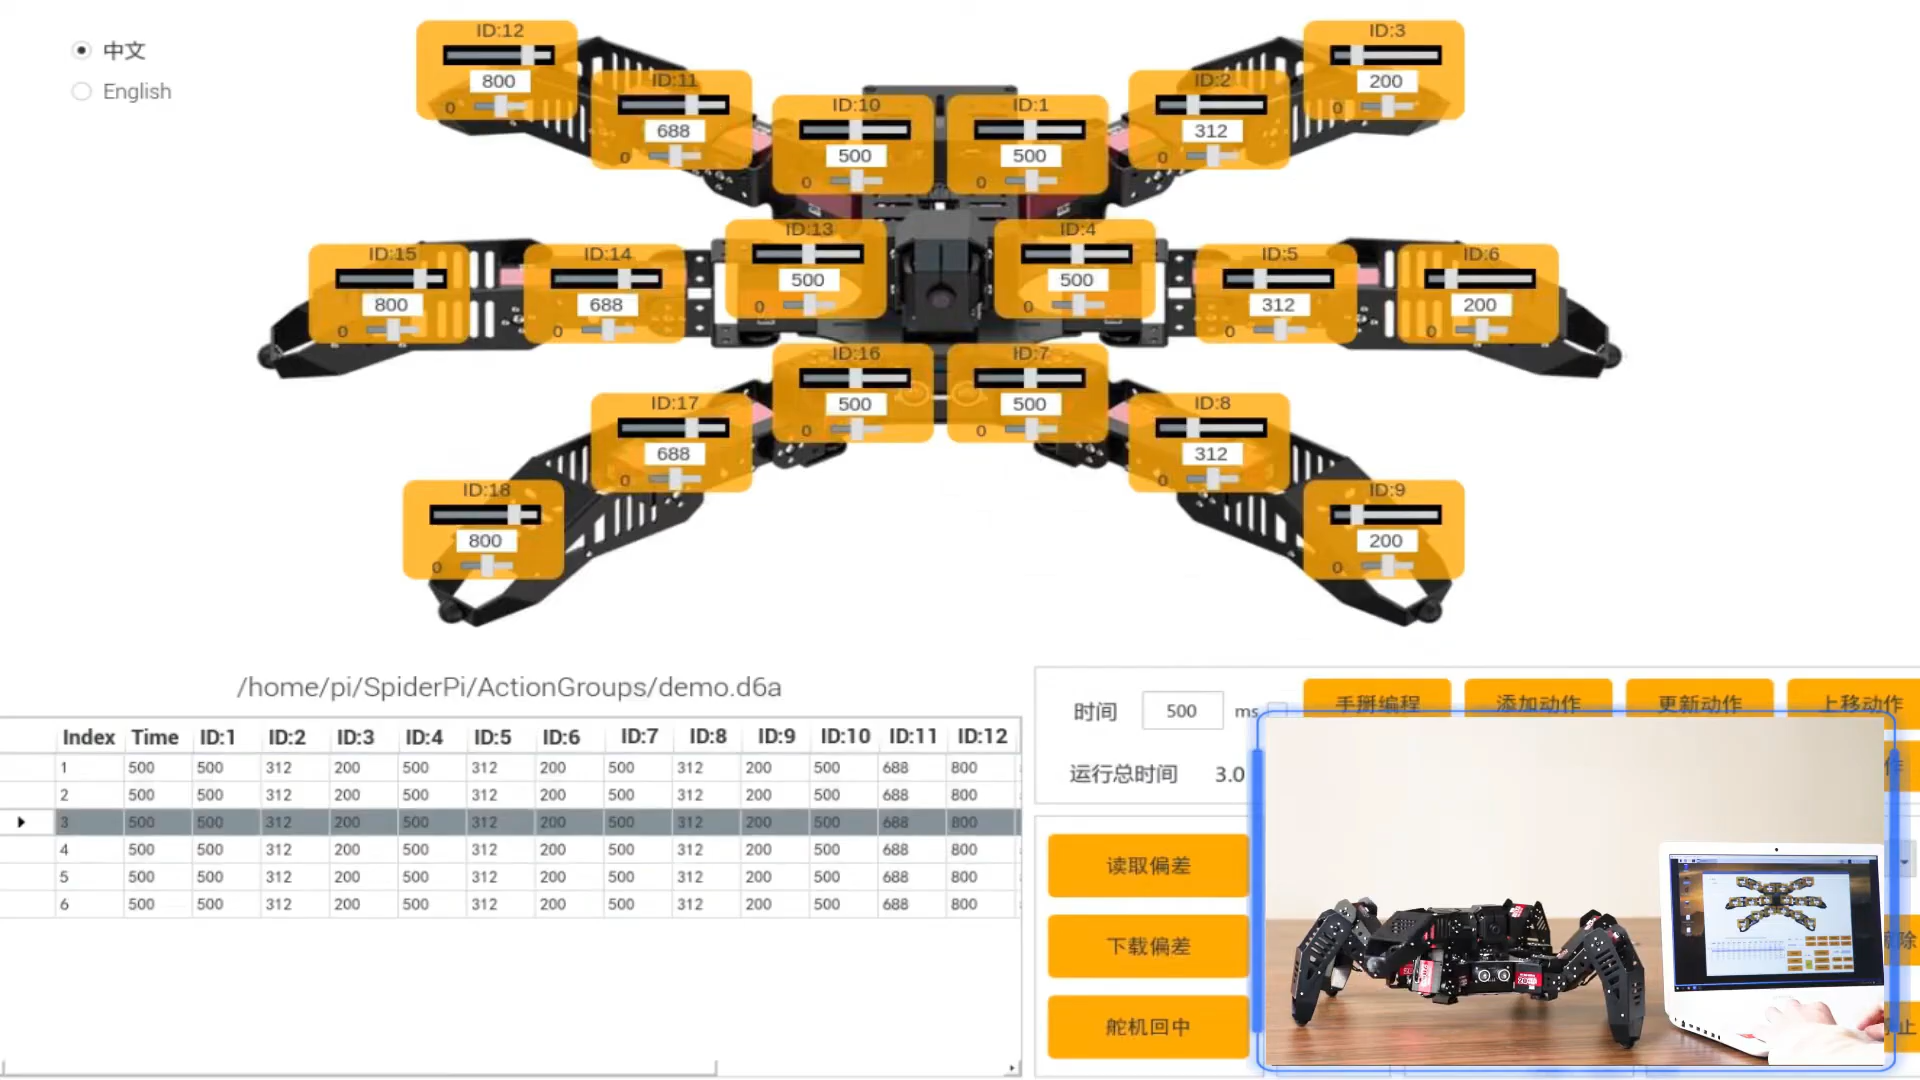 中文
English
ID:12
800
0
ID:11
688
0
ID:10
500
0
ID:1
500
0
ID:2
312
0
ID:3
200
0
ID:15
800
0
ID:14
688
0
ID:13
500
0
ID:4
500
0
ID:5
312
0
ID:6
200
0
ID:18
800
0
ID:17
688
0
ID:16
500
0
ID:7
500
0
ID:8
312
0
ID:9
200
0
/home/pi/SpiderPi/ActionGroups/demo.d6a
Index Time ID:1 ID:2 ID:3 ID:4 ID:5 ID:6 ID:7 ID:8 ID:9 ID:10 ID:11 ID:12
1 500 500 312 200 500 312 200 500 312 200 500 688 800
2 500 500 312 200 500 312 200 500 312 200 500 688 800
3 500 500 312 200 500 312 200 500 312 200 500 688 800
4 500 500 312 200 500 312 200 500 312 200 500 688 800
5 500 500 312 200 500 312 200 500 312 200 500 688 800
6 500 500 312 200 500 312 200 500 312 200 500 688 800
时间 500 ms
手掰编程 添加动作 更新动作 上移动作
运行总时间 3.0
作
读取偏差
下载偏差
除
舵机回中
止